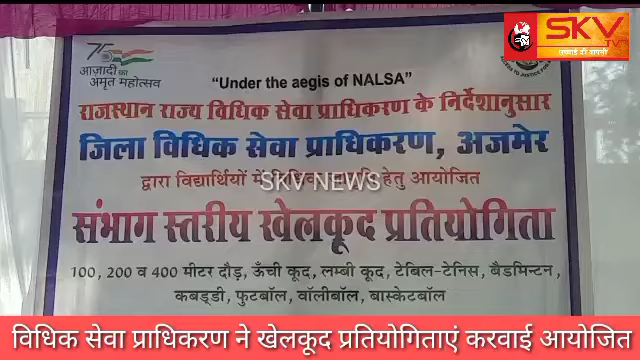 SKV
TV
आज़ादी का
अमृत महोत्सव
"Under the aegis of NALSA"
राजस्थान राज्य विधिक सेवा प्राधिकरण के निर्देशानुसार
जिला विधिक सेवा प्राधिकरण, अजमेर
द्वारा विद्यार्थियों में हेतु आयोजित
SKV NEWS
संभाग स्तरीय खेलकूद प्रतियोगिता
100, 200 व 400 मीटर दौड़, ऊँची कूद, लम्बी कूद, टेबिल-टेनिस, बैडमिन्टन,
कबड्डी, फुटबॉल, वॉलीबॉल, बास्केटबॉल
विधिक सेवा प्राधिकरण ने खेलकूद प्रतियोगिताएं करवाई आयोजित